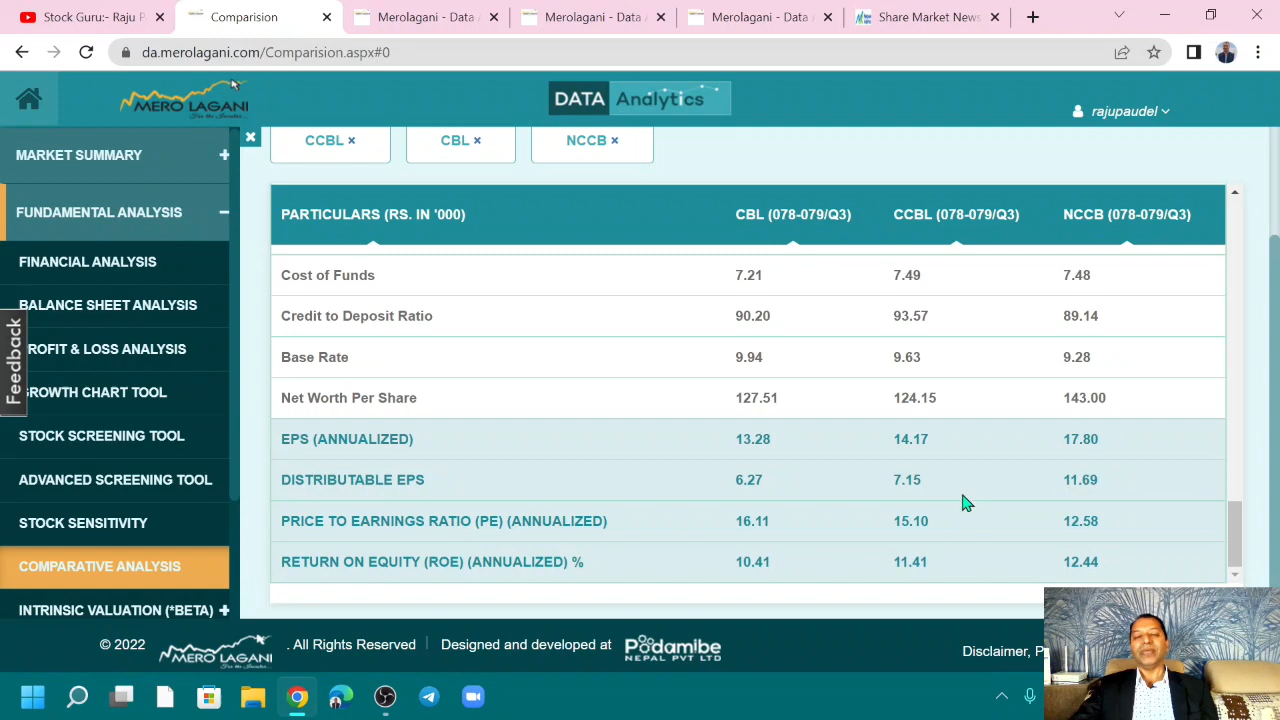 Stock Guru:- Raju P
Comparision
Merolagani - Data A
Merolagani - Data A
Merolagani - Data A
Share Market News
da.merolagani.com/Comparision.aspx#0
MERO LAGANI
For the Investor...
DATA Analytics
rajupaudel
MARKET SUMMARY
FUNDAMENTAL ANALYSIS
FINANCIAL ANALYSIS
BALANCE SHEET ANALYSIS
PROFIT & LOSS ANALYSIS
GROWTH CHART TOOL
STOCK SCREENING TOOL
ADVANCED SCREENING TOOL
STOCK SENSITIVITY
COMPARATIVE ANALYSIS
INTRINSIC VALUATION (*BETA)
Feedback
CCBL × CBL × NCCB ×
PARTICULARS (RS. IN '000) CBL (078-079/Q3) CCBL (078-079/Q3) NCCB (078-079/Q3)
Cost of Funds 7.21 7.49 7.48
Credit to Deposit Ratio 90.20 93.57 89.14
Base Rate 9.94 9.63 9.28
Net Worth Per Share 127.51 124.15 143.00
EPS (ANNUALIZED) 13.28 14.17 17.80
DISTRIBUTABLE EPS 6.27 7.15 11.69
PRICE TO EARNINGS RATIO (PE) (ANNUALIZED) 16.11 15.10 12.58
RETURN ON EQUITY (ROE) (ANNUALIZED) % 10.41 11.41 12.44
© 2022 MERO LAGANI . All Rights Reserved Designed and developed at Podamibe NEPAL PVT LTD
Disclaimer, P